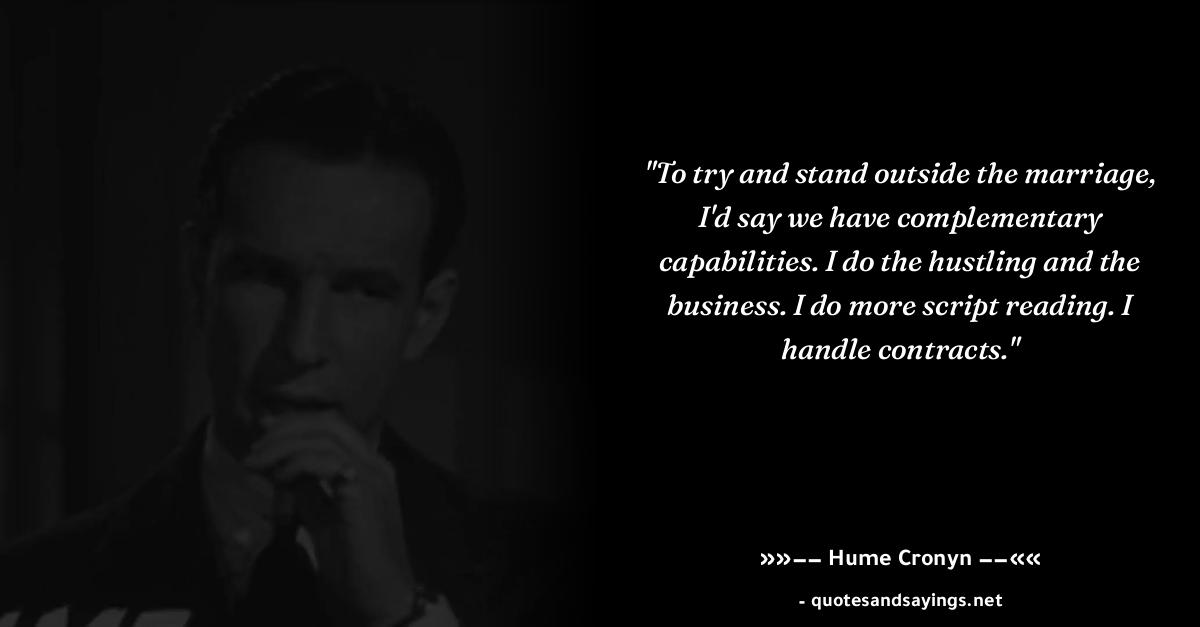 "To try and stand outside the marriage,
I'd say we have complementary
capabilities. I do the hustling and the
business. I do more script reading. I
handle contracts."
»»−− Hume Cronyn −−««
- quotesandsayings.net